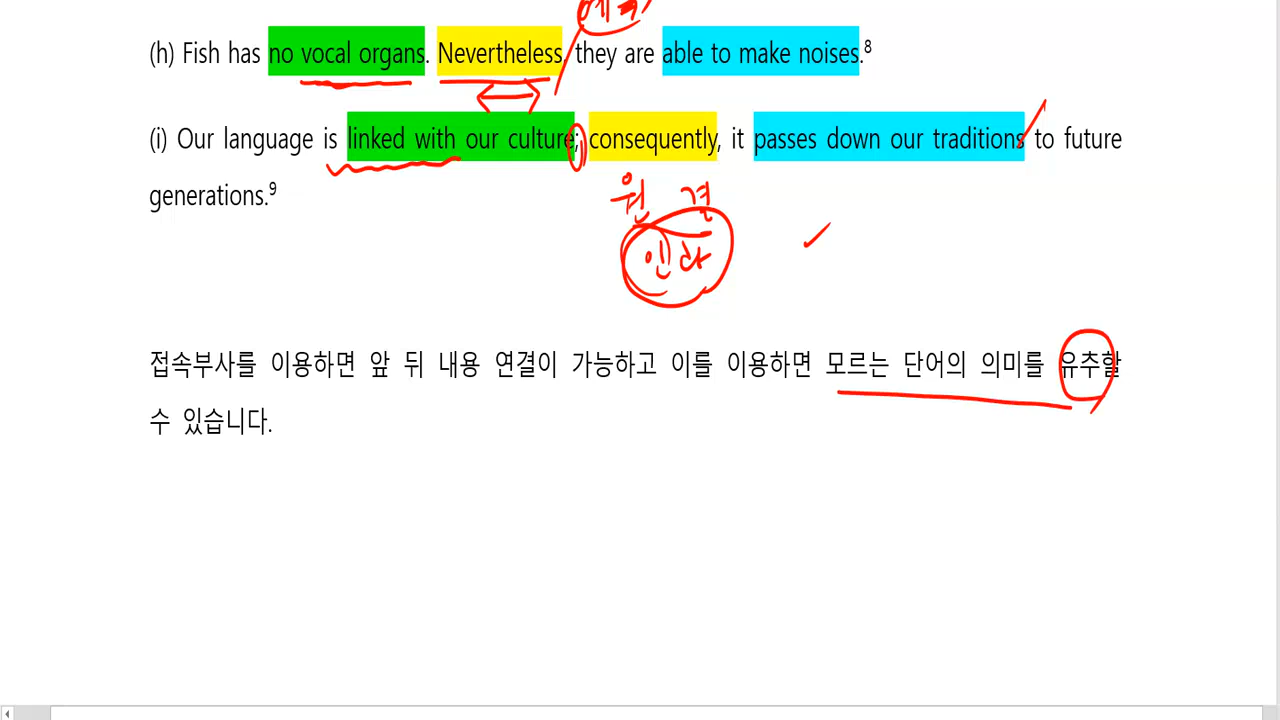 (h) Fish has no vocal organs. Nevertheless, they are able to make noises.8
(i) Our language is linked with our culture; consequently, it passes down our traditions to future
generations.9
원 결
인과
접속부사를 이용하면 앞 뒤 내용 연결이 가능하고 이를 이용하면 모르는 단어의 의미를 유추할
수 있습니다.